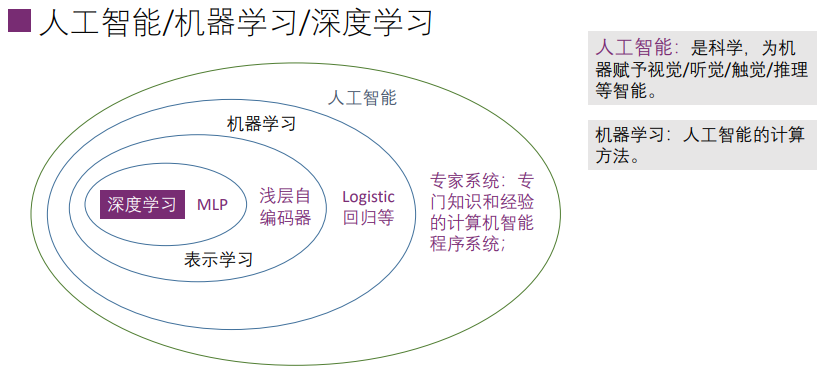 人工智能/机器学习/深度学习
人工智能：是科学，为机
器赋予视觉/听觉/触觉/推理
等智能。
机器学习：人工智能的计算
方法。
人工智能
机器学习
深度学习
MLP
浅层自
编码器
Logistic
回归等
专家系统：专
门知识和经验
的计算机智能
程序系统；
表示学习